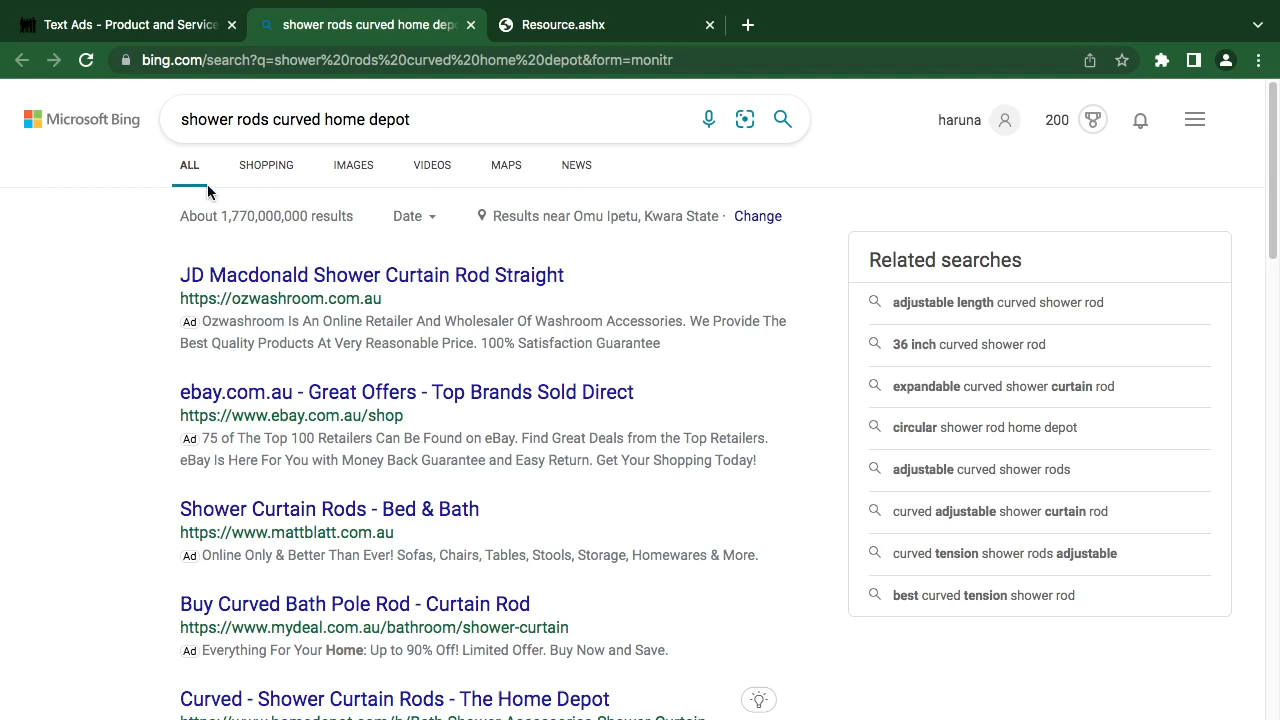 Text Ads - Product and Service
shower rods curved home dep
Resource.ashx
bing.com/search?q=shower%20rods%20curved%20home%20depot&form=monitr
Microsoft Bing
shower rods curved home depot
haruna
200
ALL
SHOPPING
IMAGES
VIDEOS
MAPS
NEWS
About 1,770,000,000 results
Date
Results near Omu Ipetu, Kwara State · Change
JD Macdonald Shower Curtain Rod Straight
https://ozwashroom.com.au
Ad Ozwashroom Is An Online Retailer And Wholesaler Of Washroom Accessories. We Provide The
Best Quality Products At Very Reasonable Price. 100% Satisfaction Guarantee
ebay.com.au - Great Offers - Top Brands Sold Direct
https://www.ebay.com.au/shop
Ad 75 of The Top 100 Retailers Can Be Found on eBay. Find Great Deals from the Top Retailers.
eBay Is Here For You with Money Back Guarantee and Easy Return. Get Your Shopping Today!
Shower Curtain Rods - Bed & Bath
https://www.mattblatt.com.au
Ad Online Only & Better Than Ever! Sofas, Chairs, Tables, Stools, Storage, Homewares & More.
Buy Curved Bath Pole Rod - Curtain Rod
https://www.mydeal.com.au/bathroom/shower-curtain
Ad Everything For Your Home: Up to 90% Off! Limited Offer. Buy Now and Save.
Curved - Shower Curtain Rods - The Home Depot
Related searches
adjustable length curved shower rod
36 inch curved shower rod
expandable curved shower curtain rod
circular shower rod home depot
adjustable curved shower rods
curved adjustable shower curtain rod
curved tension shower rods adjustable
best curved tension shower rod